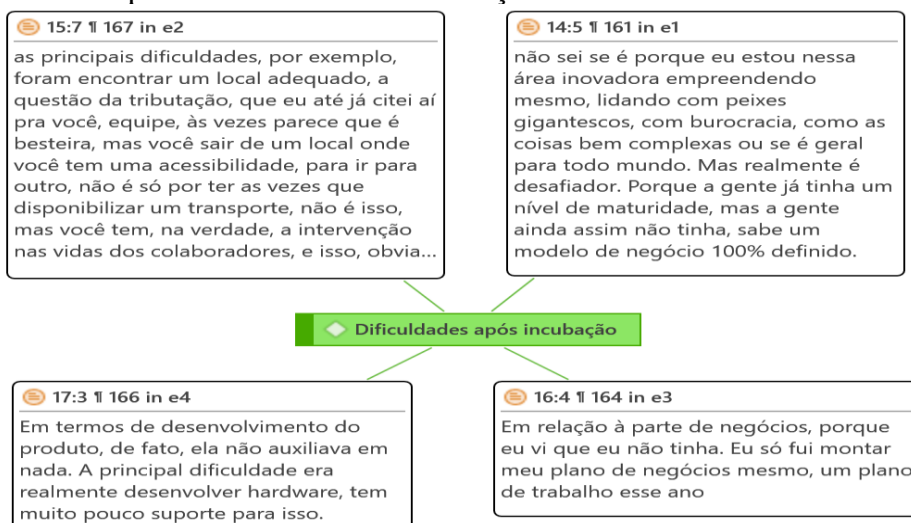 15:7 ¶ 167 in e2
as principais dificuldades, por exemplo,
foram encontrar um local adequado, a
questão da tributação, que eu até já citei aí
pra você, equipe, às vezes parece que é
besteira, mas você sair de um local onde
você tem uma acessibilidade, para ir para
outro, não é só por ter as vezes que
disponibilizar um transporte, não é isso,
mas você tem, na verdade, a intervenção
nas vidas dos colaboradores, e isso, obvia...
14:5 ¶ 161 in e1
não sei se é porque eu estou nessa
área inovadora empreendendo
mesmo, lidando com peixes
gigantescos, com burocracia, como as
coisas bem complexas ou se é geral
para todo mundo. Mas realmente é
desafiador. Porque a gente já tinha um
nível de maturidade, mas a gente
ainda assim não tinha, sabe um
modelo de negócio 100% definido.
Dificuldades após incubação
17:3 ¶ 166 in e4
Em termos de desenvolvimento do
produto, de fato, ela não auxiliava em
nada. A principal dificuldade era
realmente desenvolver hardware, tem
muito pouco suporte para isso.
16:4 ¶ 164 in e3
Em relação à parte de negócios, porque
eu vi que eu não tinha. Eu só fui montar
meu plano de negócios mesmo, um plano
de trabalho esse ano